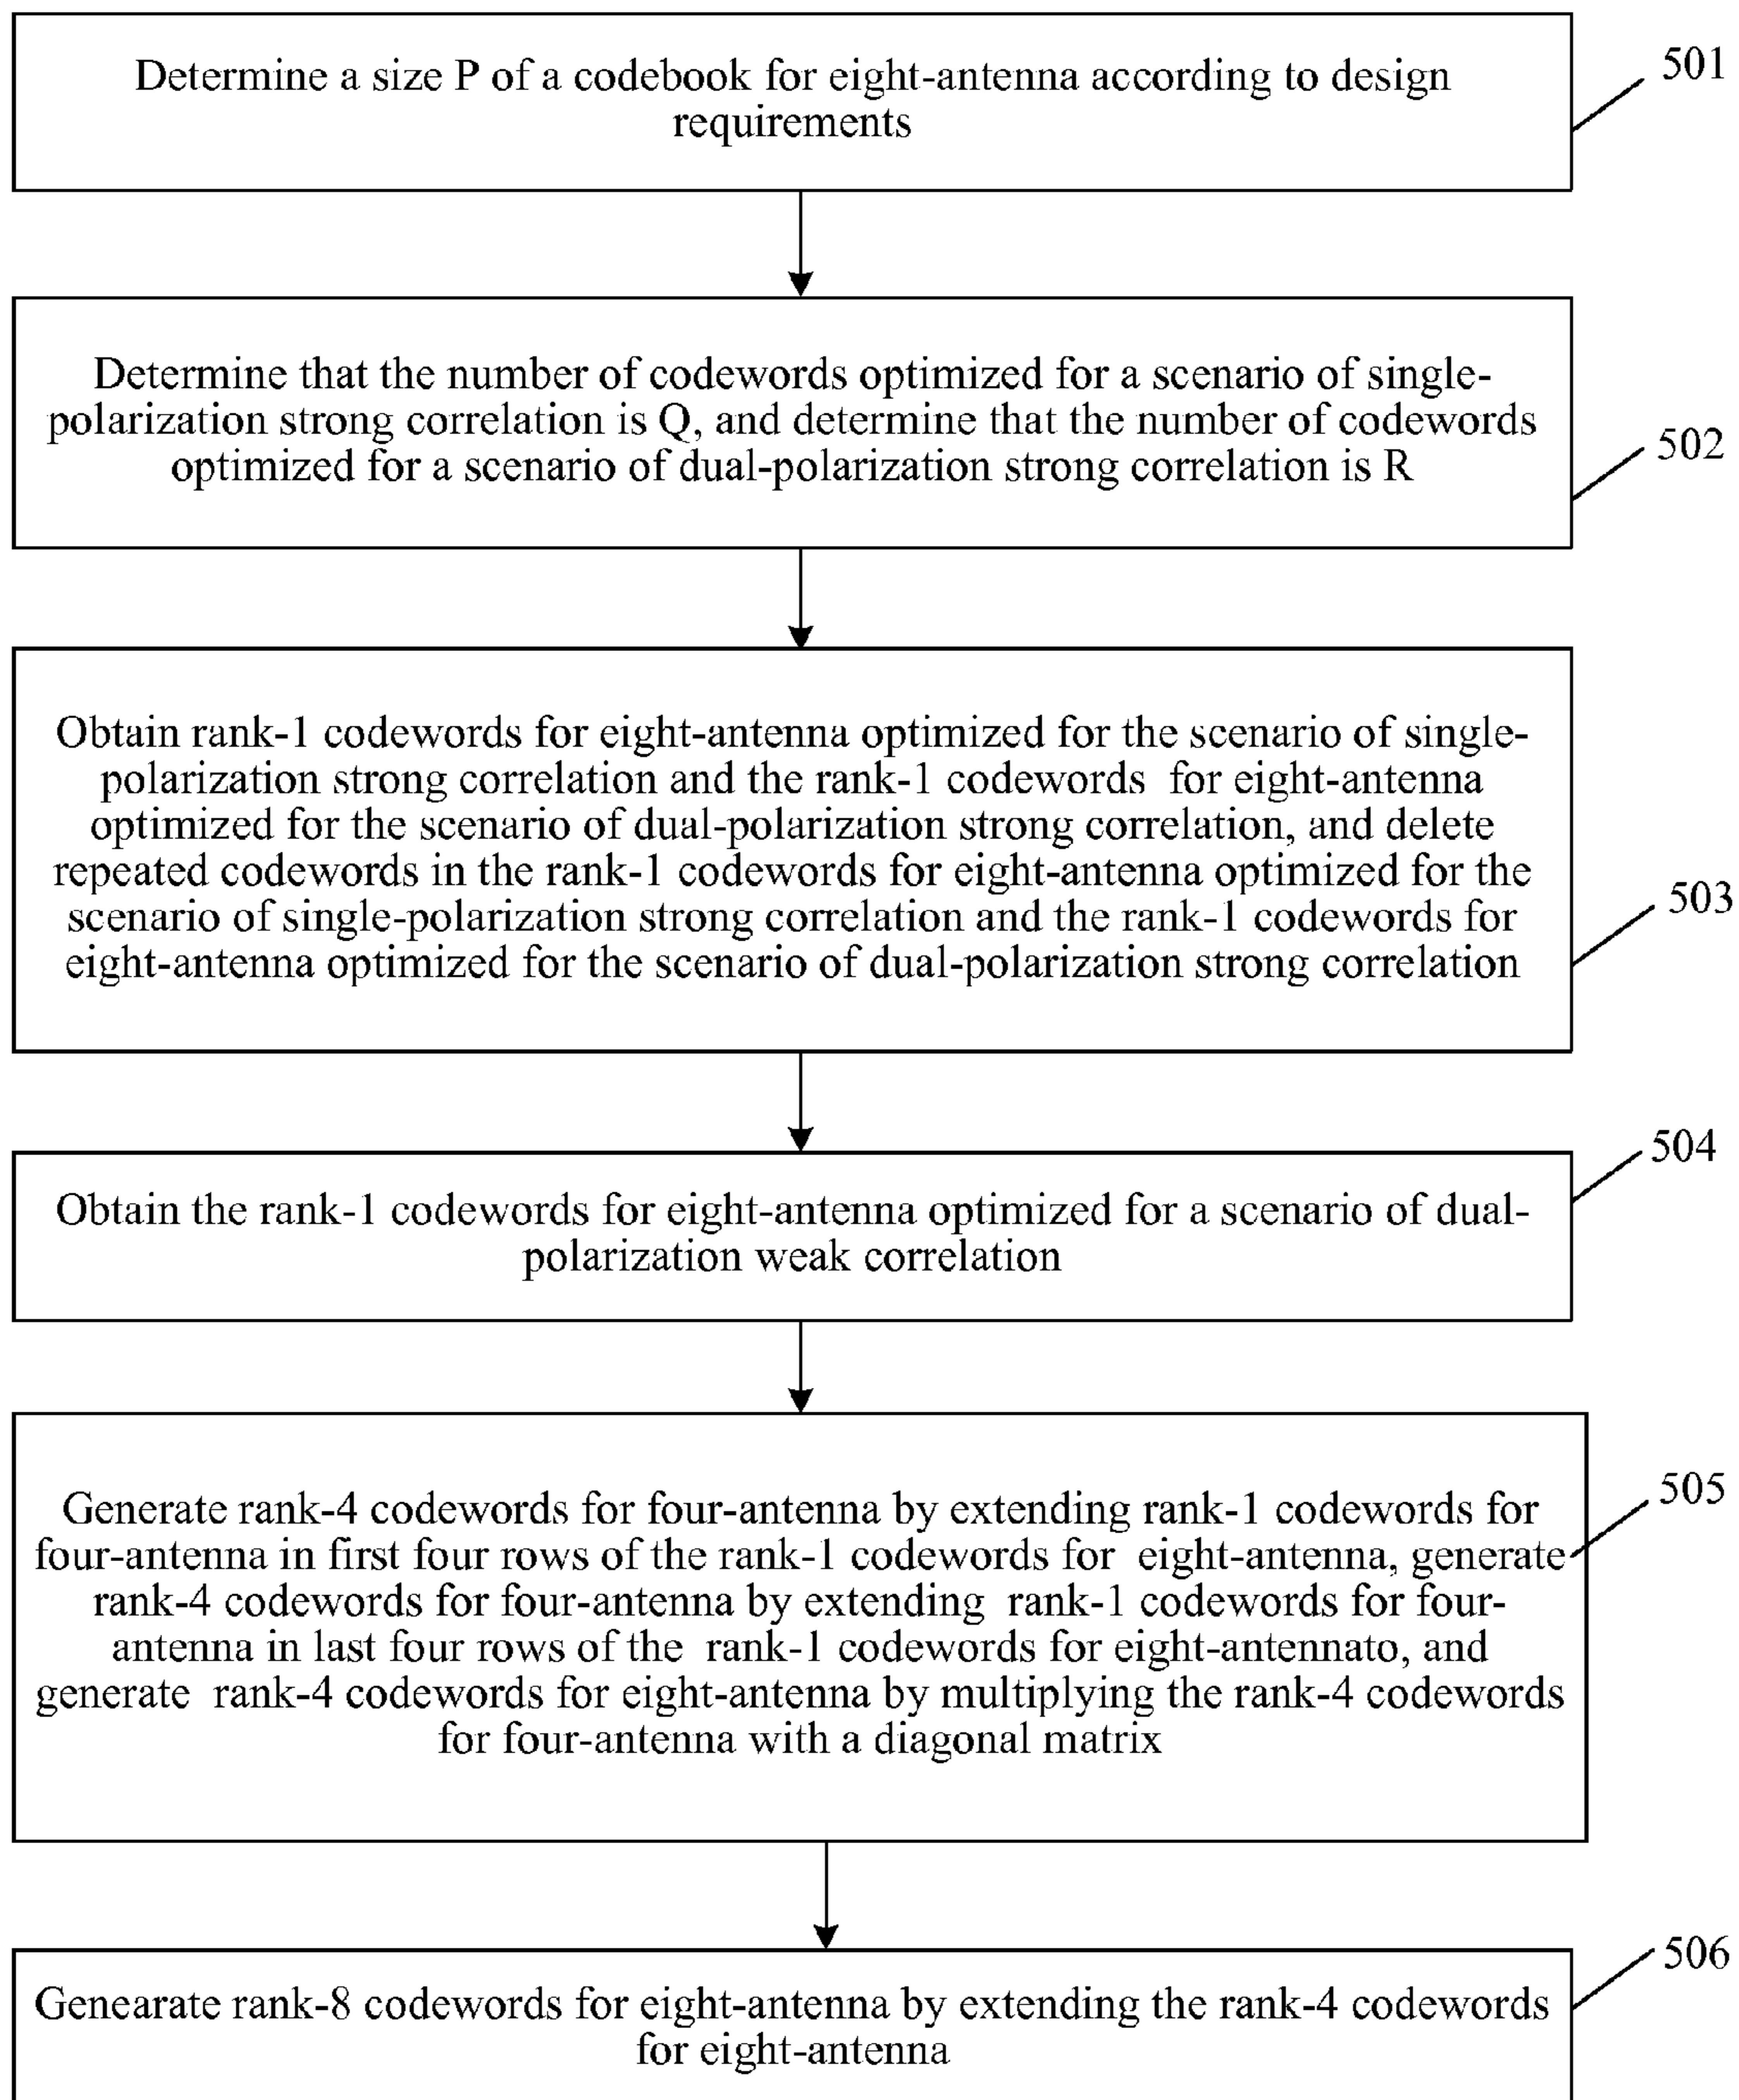 Determine a size P of a codebook for eight-antenna according to design
requirements
501
Determine that the number of codewords optimized for a scenario of single-
polarization strong correlation is Q, and determine that the number of codewords
optimized for a scenario of dual-polarization strong correlation is R
502
Obtain rank-1 codewords for eight-antenna optimized for the scenario of single-
polarization strong correlation and the rank-1 codewords for eight-antenna
optimized for the scenario of dual-polarization strong correlation, and delete
repeated codewords in the rank-1 codewords for eight-antenna optimized for the
scenario of single-polarization strong correlation and the rank-1 codewords for
eight-antenna optimized for the scenario of dual-polarization strong correlation
503
Obtain the rank-1 codewords for eight-antenna optimized for a scenario of dual-
polarization weak correlation
504
Generate rank-4 codewords for four-antenna by extending rank-1 codewords for
four-antenna in first four rows of the rank-1 codewords for eight-antenna, generate
rank-4 codewords for four-antenna by extending rank-1 codewords for four-
antenna in last four rows of the rank-1 codewords for eight-antennato, and
generate rank-4 codewords for eight-antenna by multiplying the rank-4 codewords
for four-antenna with a diagonal matrix
505
Genearate rank-8 codewords for eight-antenna by extending the rank-4 codewords
for eight-antenna
506